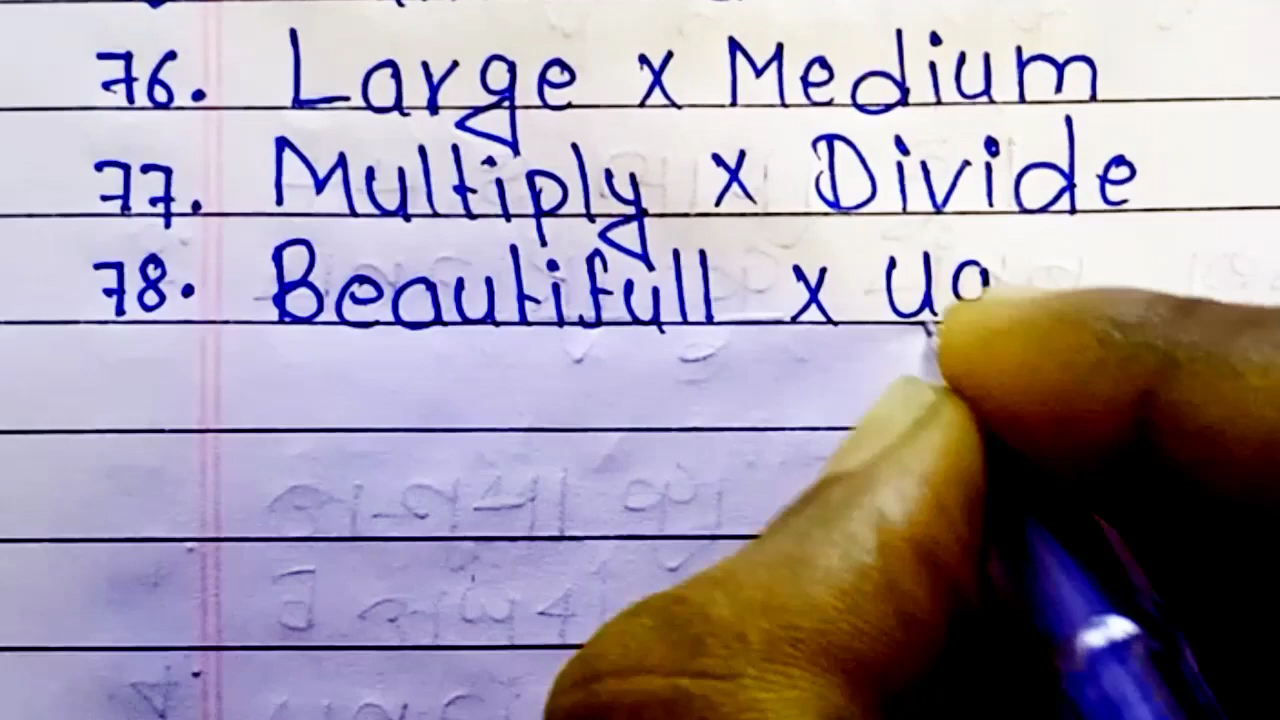 76. Large x Medium
77. Multiply x Divide
78. Beautifull x